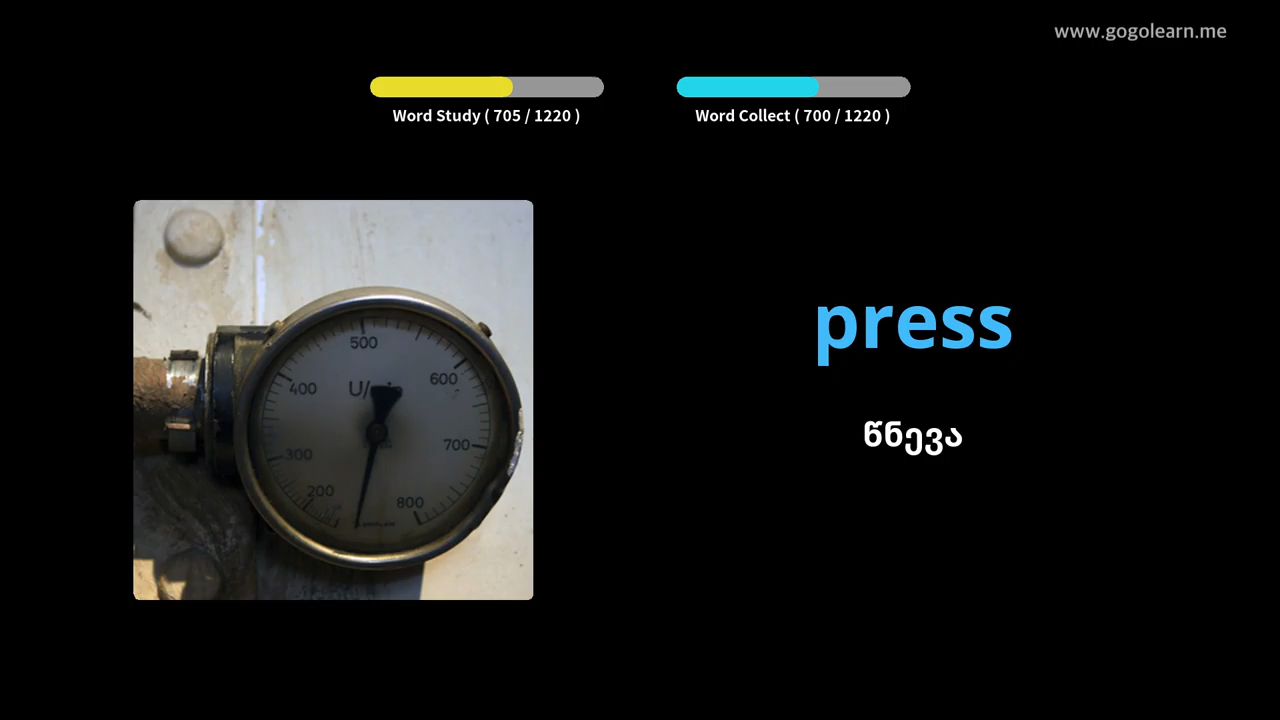 www.gogolearn.me
Word Study ( 705 / 1220 )
Word Collect ( 700 / 1220 )
500
400
600
300
700
200
800
press
წნევა